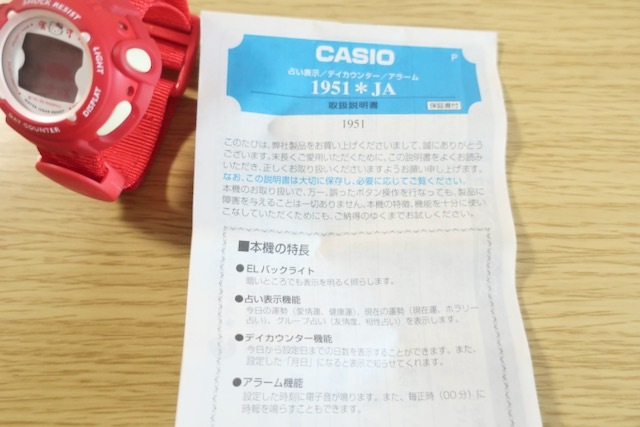 SHOCK RESIST
LIGHT
DISPLAY
DAY COUNTER
P
CASIO
占い表示/デイカウンター/アラーム
1951＊JA
取扱説明書
保証書付
1951
このたびは、弊社製品をお買い上げくださいまして、誠にありがとう
ございます。末長くご愛用いただくために、この説明書をよくお読み
いただき、正しくお取り扱いくださいますようお願い申し上げます。
なお、この説明書は大切に保存し、必要に応じてご覧ください。
本機のお取り扱いで、万一、誤ったボタン操作を行なっても、製品に
障害を与えることは一切ありません。本機の特徴、機能を十分に使い
こなしていただくためにも、ご納得のゆくまでお試しください。
■本機の特長
●ELバックライト
暗いところでも表示を明るく照らします。
●占い表示機能
今日の運勢（愛情運、健康運）、現在の運勢（現在運、ホラリー
占い）、グループ占い（友情度、相性占い）を表示します。
●デイカウンター機能
今日から設定日までの日数を表示することができます。また、
設定した「月日」になると表示で知らせてくれます。
●アラーム機能
設定した時刻に電子音が鳴ります。また、毎正時（00分）に
時報を鳴らすこともできます。